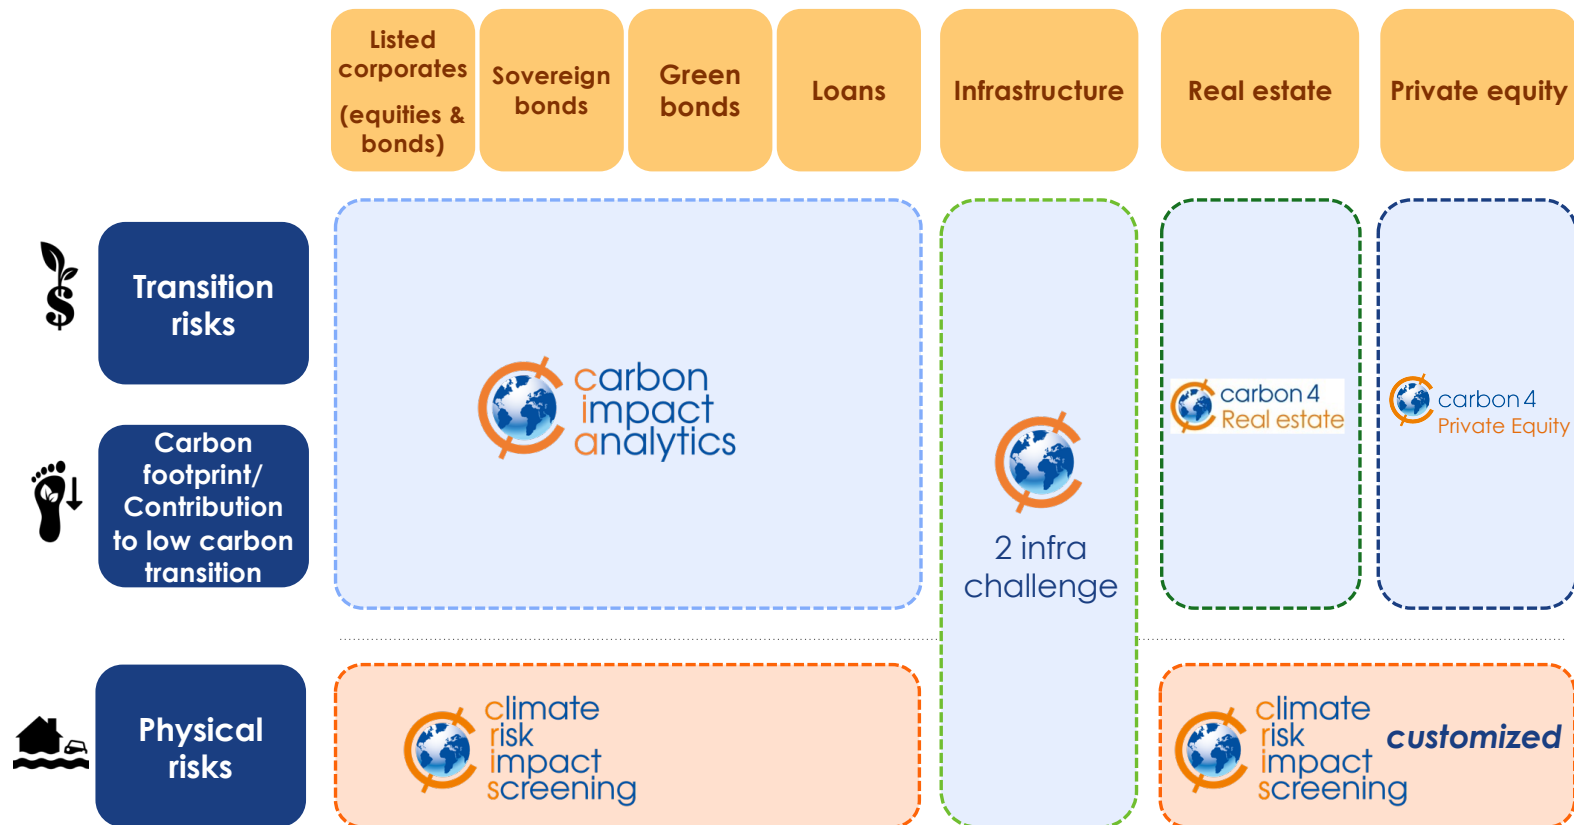 Listed
corporates
(equities &
bonds)
Sovereign
bonds
Green
bonds
Loans
Infrastructure
Real estate
Private equity
Transition
risks
carbon
impact
analytics
carbon 4
Real estate
carbon 4
Private Equity
Carbon
footprint/
Contribution
to low carbon
transition
2 infra
challenge
Physical
risks
climate
risk
impact
screening
climate
risk
impact
screening
customized